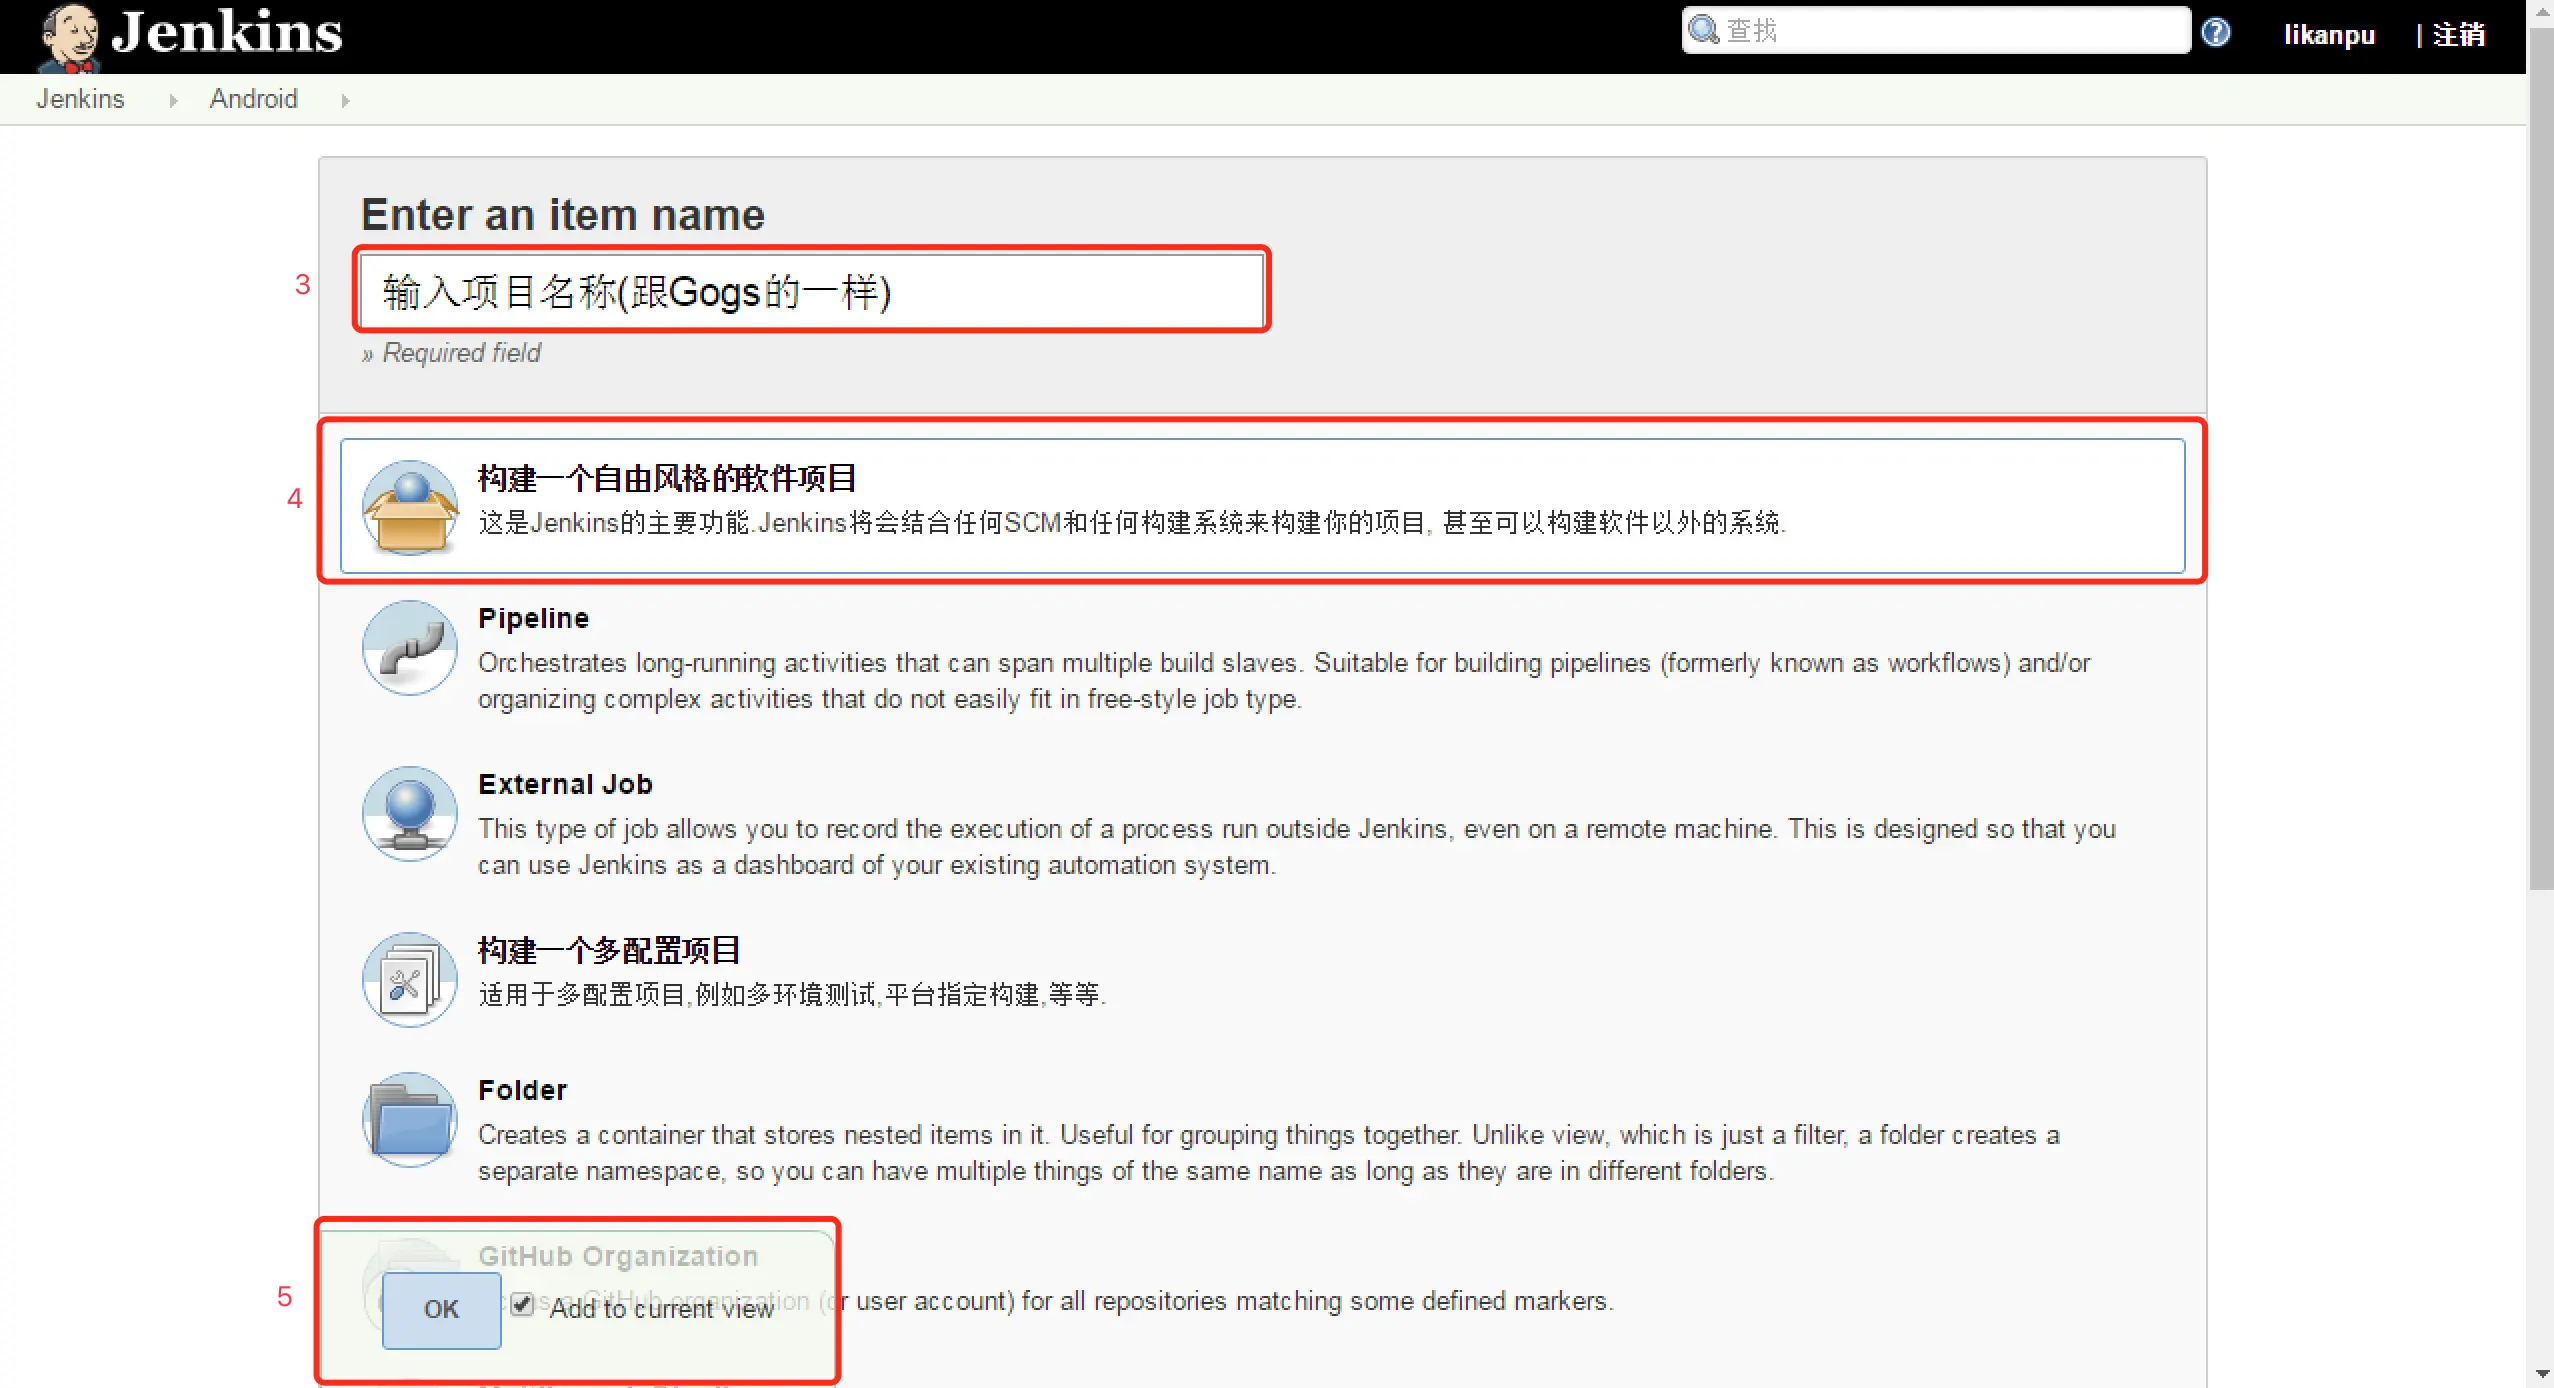 Jenkins
查找
likanpu
| 注销
Jenkins
Android
Enter an item name
3
输入项目名称(跟Gogs的一样)
» Required field
4
构建一个自由风格的软件项目
这是Jenkins的主要功能.Jenkins将会结合任何SCM和任何构建系统来构建你的项目, 甚至可以构建软件以外的系统.
Pipeline
Orchestrates long-running activities that can span multiple build slaves. Suitable for building pipelines (formerly known as workflows) and/or
organizing complex activities that do not easily fit in free-style job type.
External Job
This type of job allows you to record the execution of a process run outside Jenkins, even on a remote machine. This is designed so that you
can use Jenkins as a dashboard of your existing automation system.
构建一个多配置项目
适用于多配置项目,例如多环境测试,平台指定构建,等等.
Folder
Creates a container that stores nested items in it. Useful for grouping things together. Unlike view, which is just a filter, a folder creates a
separate namespace, so you can have multiple things of the same name as long as they are in different folders.
GitHub Organization
a GitHub organization (or user account) for all repositories matching some defined markers.
5
OK
Add to current view